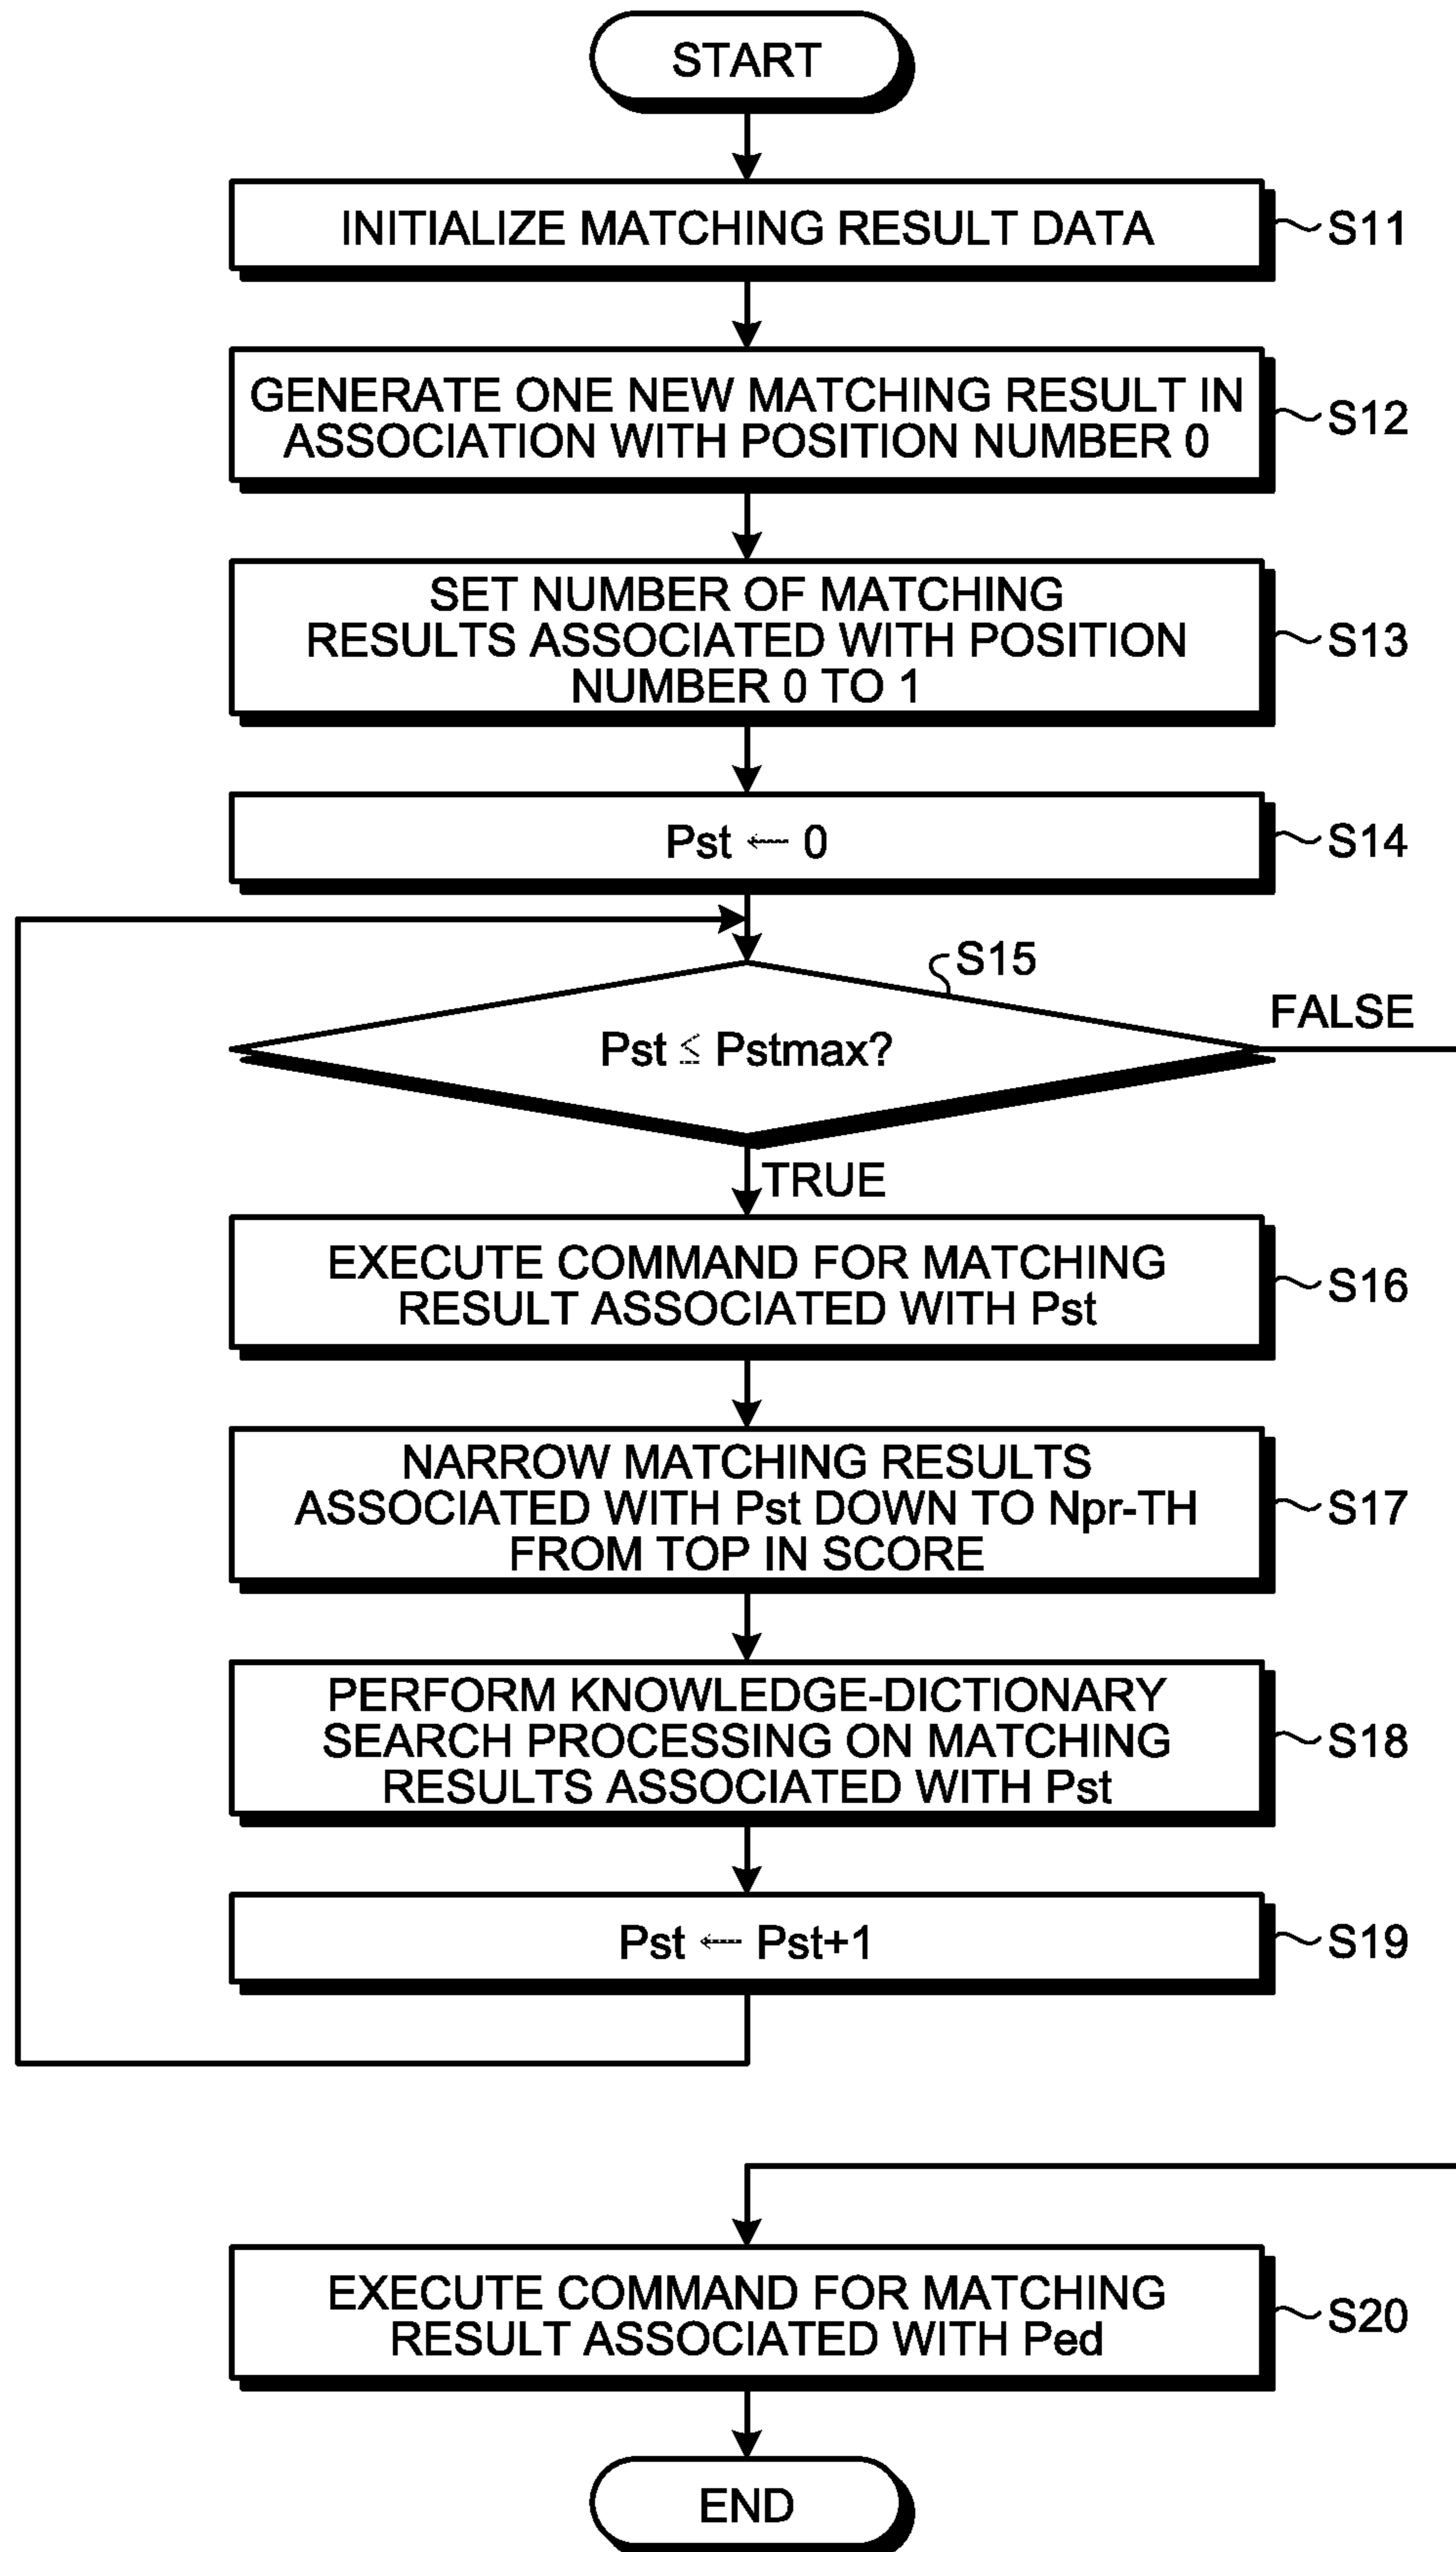 START
INITIALIZE MATCHING RESULT DATA
S11
GENERATE ONE NEW MATCHING RESULT IN
ASSOCIATION WITH POSITION NUMBER 0
S12
SET NUMBER OF MATCHING
RESULTS ASSOCIATED WITH POSITION
NUMBER 0 TO 1
S13
Pst ← 0
S14
S15
Pst ≦ Pstmax?
FALSE
TRUE
EXECUTE COMMAND FOR MATCHING
RESULT ASSOCIATED WITH Pst
S16
NARROW MATCHING RESULTS
ASSOCIATED WITH Pst DOWN TO Npr-TH
FROM TOP IN SCORE
S17
PERFORM KNOWLEDGE-DICTIONARY
SEARCH PROCESSING ON MATCHING
RESULTS ASSOCIATED WITH Pst
S18
Pst ← Pst+1
S19
EXECUTE COMMAND FOR MATCHING
RESULT ASSOCIATED WITH Ped
S20
END